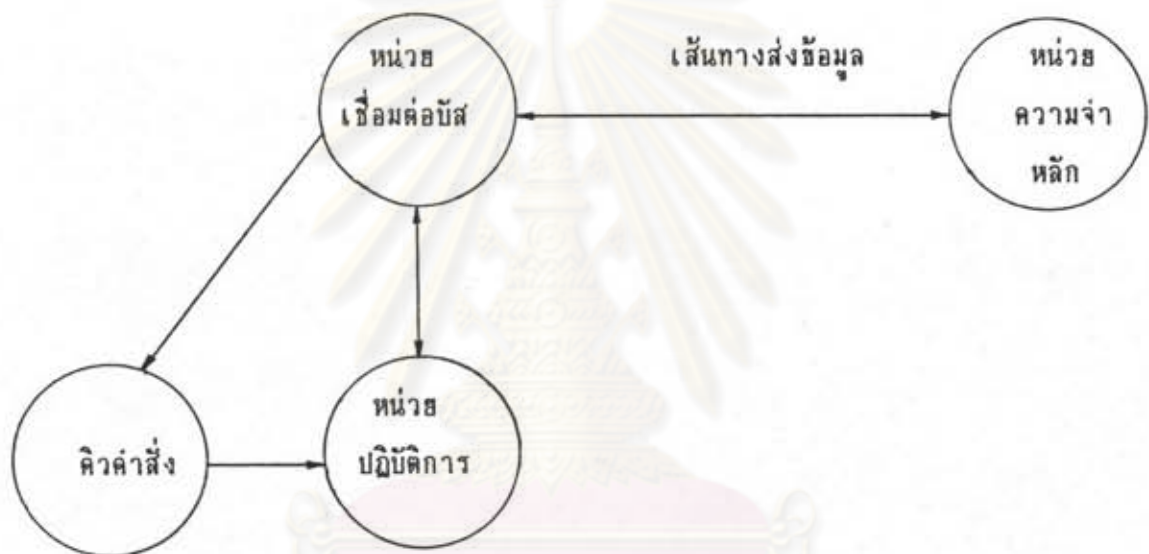 หน่วย
เชื่อมต่อบัส
เส้นทางส่งข้อมูล
หน่วย
ความจำ
หลัก
คิวคำสั่ง
หน่วย
ปฏิบัติการ